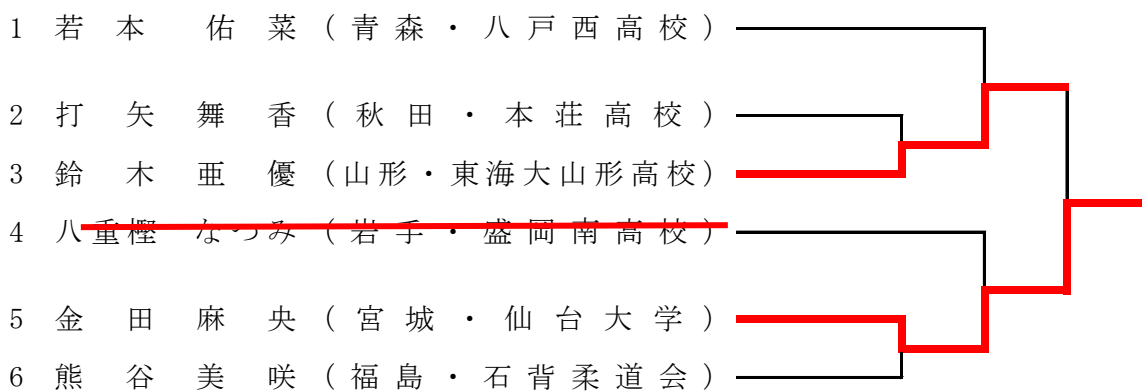 1 若本 佑菜 (青森・八戸西高校)
2 打矢舞香 (秋田・本荘高校)
3 鈴木亜優 (山形・東海大山形高校)
4 八重樫 なつみ (岩手・盛岡南高校)
5 金田麻央 (宮城・仙台大学)
6 熊谷美咲 (福島・石背柔道会)